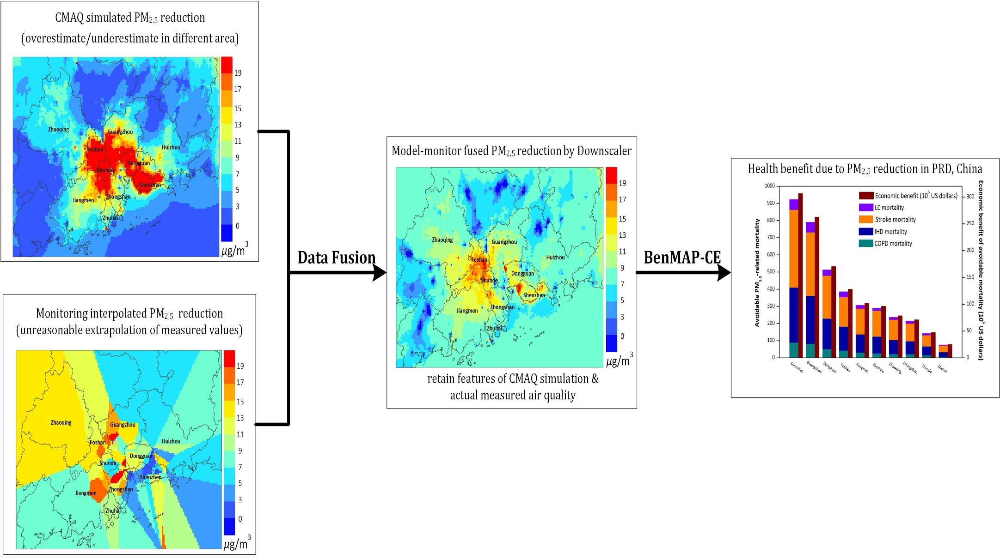 CMAQ simulated PM2.5 reduction
(overestimate/underestimate in different area)
19
17
15
13
11
9
7
5
3
0
μg/m3
Zhaoqing
Guangzhou
Huizhou
Foshan
Dongguan
Shunde
Shenzhen
Zhongshan
Jiangmen
Zhuhai
Monitoring interpolated PM2.5 reduction
(unreasonable extrapolation of measured values)
19
17
15
13
11
9
7
5
3
0
μg/m3
Zhaoqing
Guangzhou
Foshan
Huizhou
Dongguan
Shunde
Shenzhen
Zhongshan
Jiangmen
Zhuhai
Data Fusion
Model-monitor fused PM2.5 reduction by Downscaler
19
17
15
13
11
9
7
5
3
0
μg/m3
Zhaoqing
Guangzhou
Huizhou
Foshan
Dongguan
Shunde
Shenzhen
Zhongshan
Jiangmen
Zhuhai
retain features of CMAQ simulation &
actual measured air quality
BenMAP-CE
Health benefit due to PM2.5 reduction in PRD, China
Avoidable PM2.5-related mortality
1000
900
800
700
600
500
400
300
200
100
0
Economic benefit (10^6 US dollars)
LC mortality
Stroke mortality
IHD mortality
COPD mortality
300
250
200
150
100
50
0
Economic benefit of avoidable mortality (10^6 US dollars)
Shenzhen
Guangzhou
Dongguan
Foshan
Jiangmen
Huizhou
Zhaoqing
Zhongshan
Shunde
Zhuhai